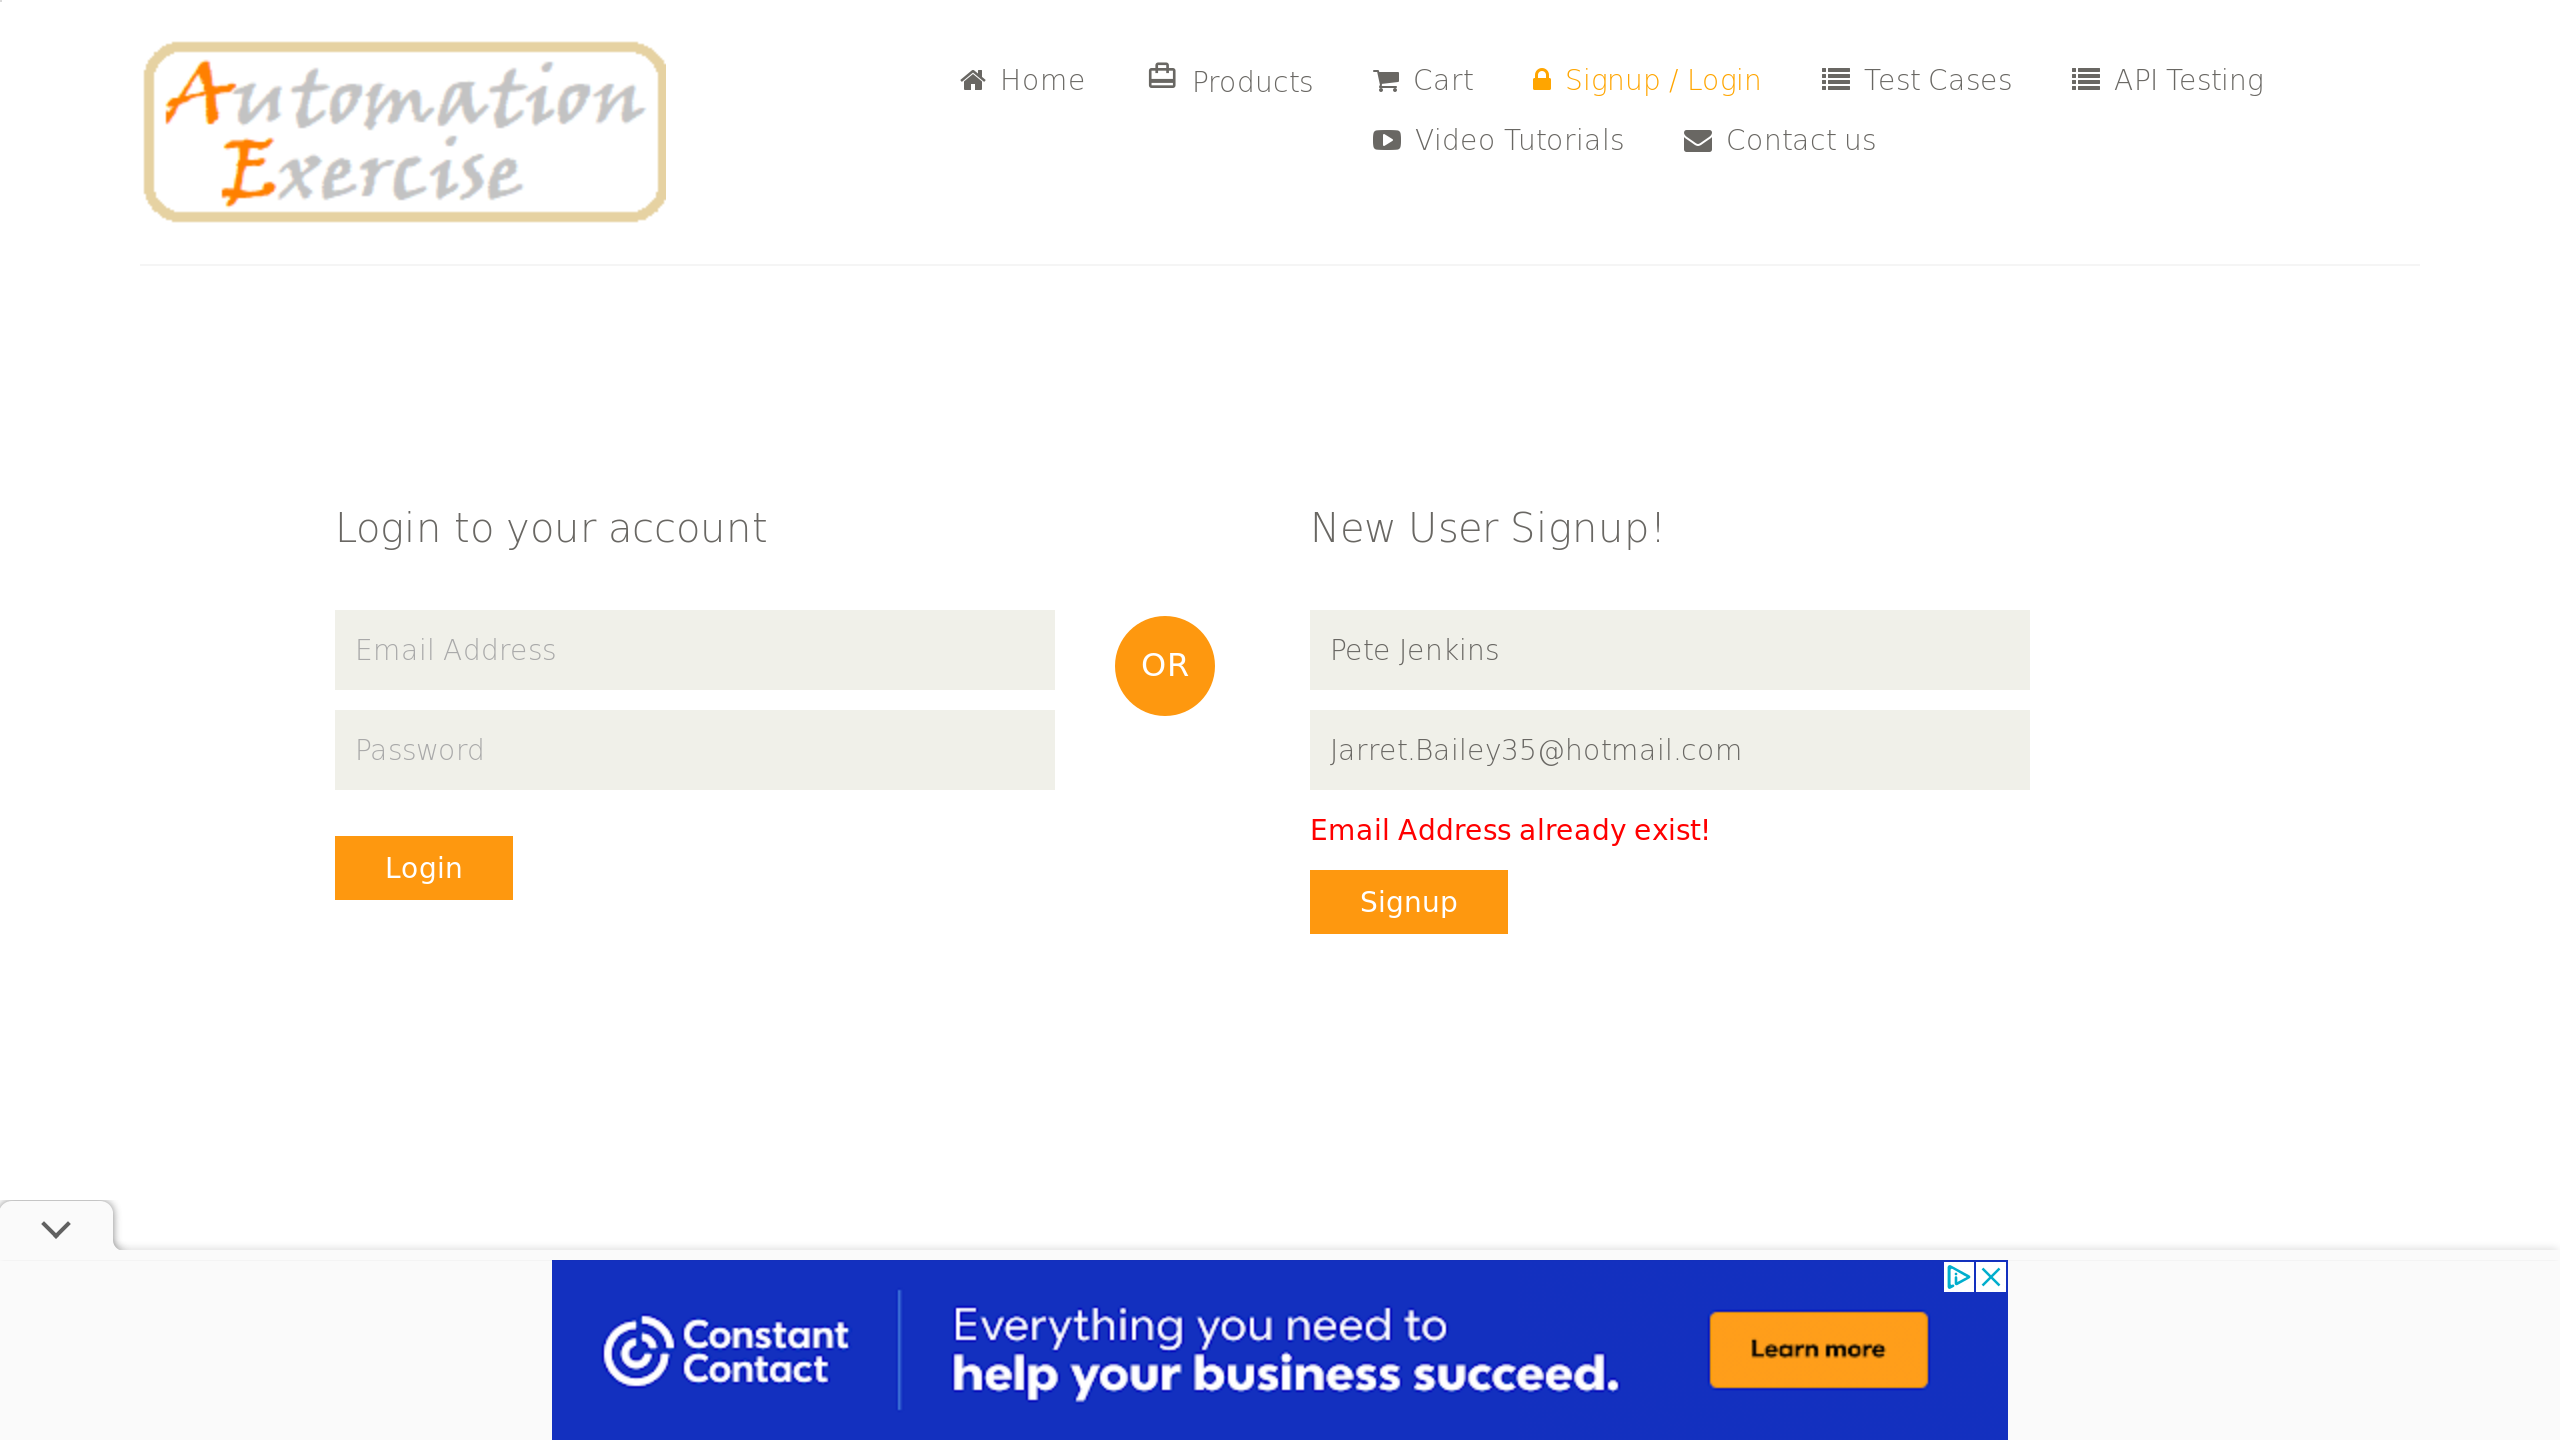 Automation
Exercise
Home
Products
Cart
Signup / Login
Test Cases
API Testing
Video Tutorials
Contact us
Login to your account
Email Address
Password
Login
OR
New User Signup!
Pete Jenkins
Jarret.Bailey35@hotmail.com
Email Address already exist!
Signup
Constant
Contact
Everything you need to
help your business succeed.
Learn more